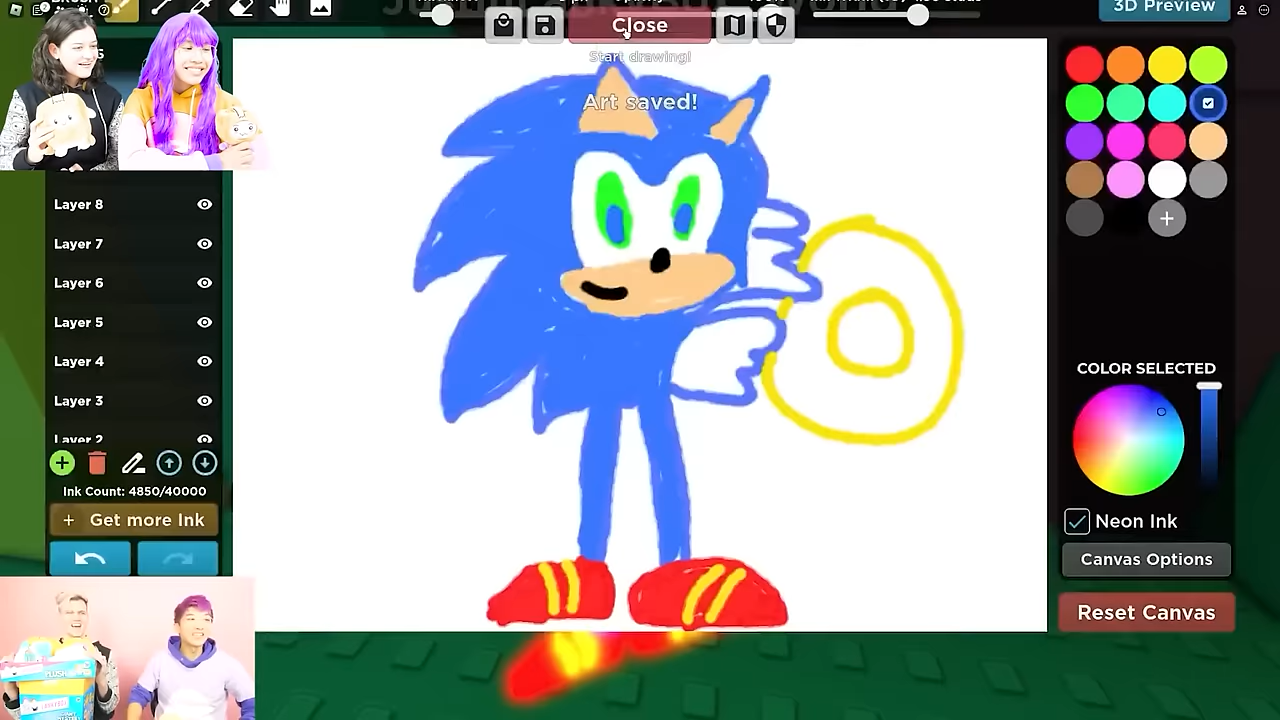 3D Preview
Close
Start drawing!
Art saved!
Layer 8
Layer 7
Layer 6
Layer 5
Layer 4
Layer 3
Layer 2
Ink Count: 4850/40000
+ Get more Ink
COLOR SELECTED
Neon Ink
Canvas Options
Reset Canvas